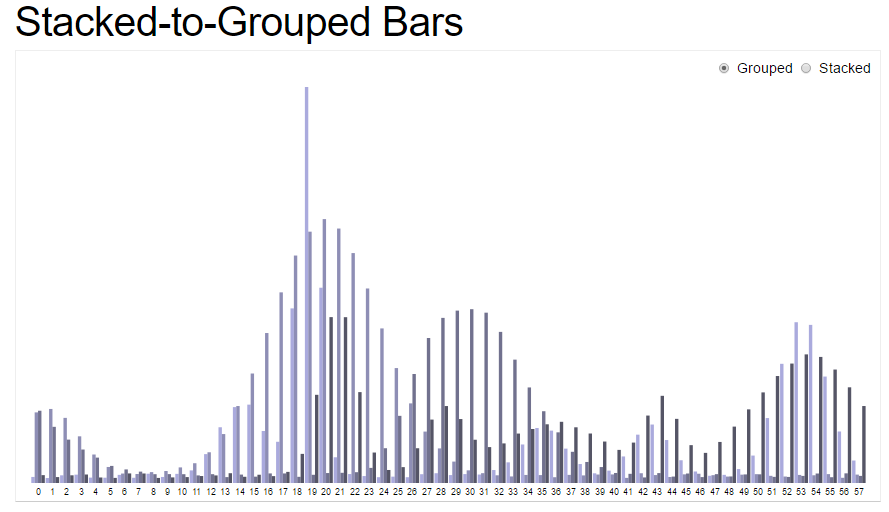 Stacked-to-Grouped Bars
Grouped Stacked
0 1 2 3 4 5 6 7 8 9 10 11 12 13 14 15 16 17 18 19 20 21 22 23 24 25 26 27 28 29 30 31 32 33 34 35 36 37 38 39 40 41 42 43 44 45 46 47 48 49 50 51 52 53 54 55 56 57